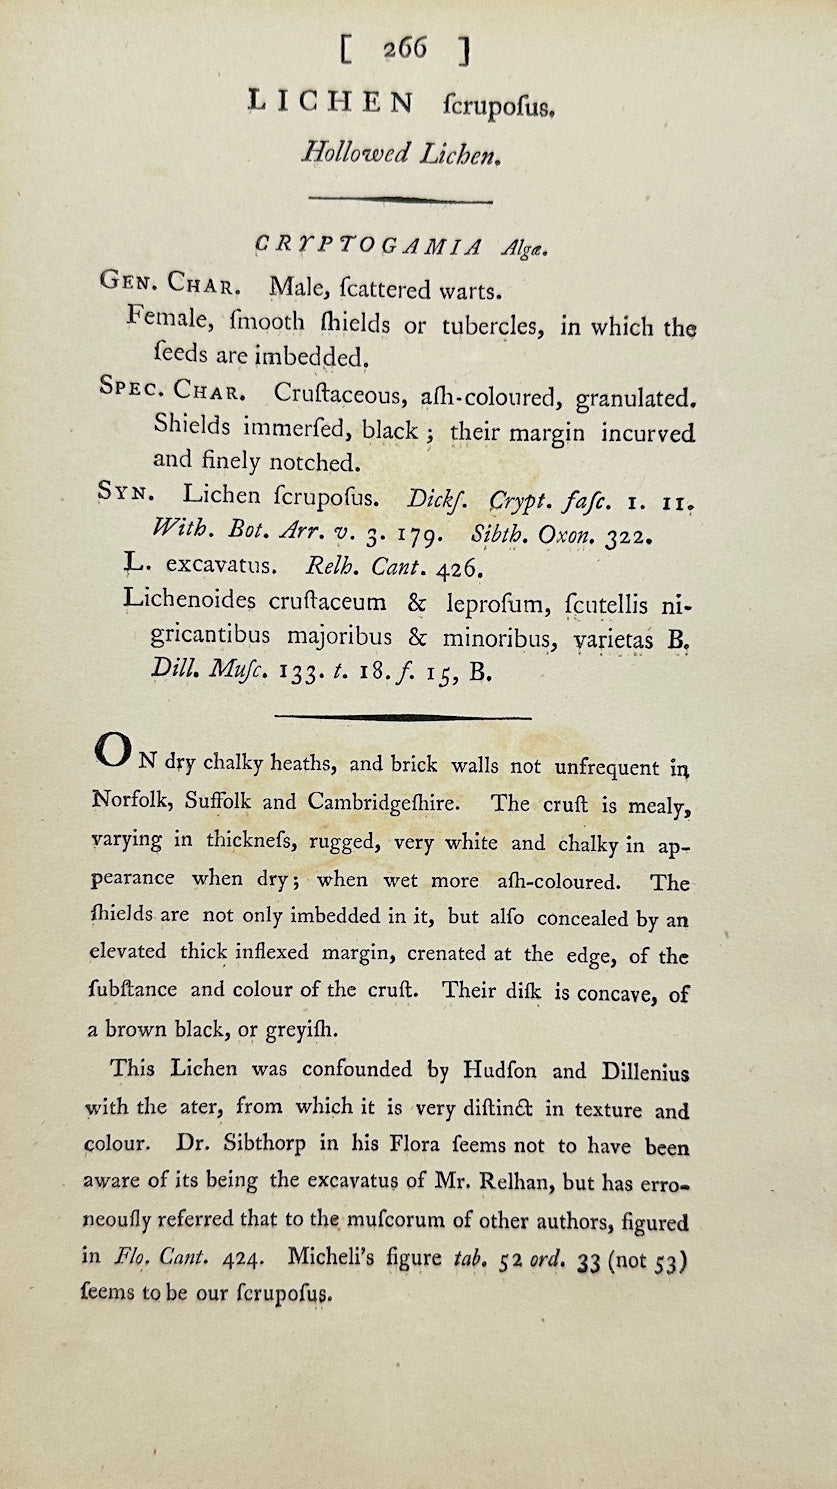 [ 266 ]
LICHEN ſcrupoſus.
Hollowed Lichen.
CRYPTOGAMIA Algæ.
Gen. Char. Male, ſcattered warts.
Female, ſmooth ſhields or tubercles, in which the
ſeeds are imbedded.
Spec. Char. Cruſtaceous, aſh-coloured, granulated.
Shields immerſed, black; their margin incurved
and finely notched.
Syn. Lichen ſcrupoſus. Dickſ. Crypt. faſc. 1. 11.
With. Bot. Arr. v. 3. 179. Sibth. Oxon. 322.
L. excavatus. Relh. Cant. 426.
Lichenoides cruſtaceum & leproſum, ſcutellis ni-
gricantibus majoribus & minoribus, varietas B.
Dill. Muſc. 133. t. 18. f. 15, B.
ON dry chalky heaths, and brick walls not unfrequent in
Norfolk, Suffolk and Cambridgeſhire. The cruſt is mealy,
varying in thickneſs, rugged, very white and chalky in ap-
pearance when dry; when wet more aſh-coloured. The
ſhields are not only imbedded in it, but alſo concealed by an
elevated thick inflexed margin, crenated at the edge, of the
ſubſtance and colour of the cruſt. Their diſk is concave, of
a brown black, or greyiſh.
This Lichen was confounded by Hudſon and Dillenius
with the ater, from which it is very diſtinct in texture and
colour. Dr. Sibthorp in his Flora ſeems not to have been
aware of its being the excavatus of Mr. Relhan, but has erro-
neouſly referred that to the muſcorum of other authors, figured
in Flo. Cant. 424. Micheli's figure tab. 52 ord. 33 (not 53)
ſeems to be our ſcrupoſus.